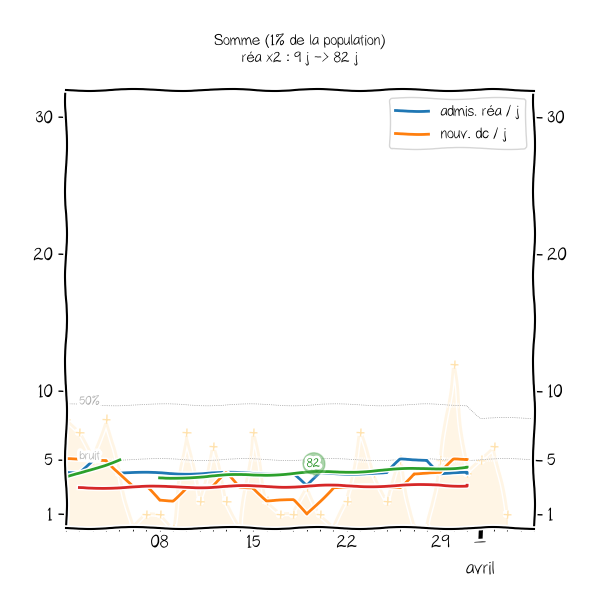 Somme (1% de la population)
réa x2 : 9 j -> 82 j
admis. réa / j
nouv. dc / j
30
30
20
20
10
10
50%
5
bruit
82
5
1
1
08
15
22
29
1
avril